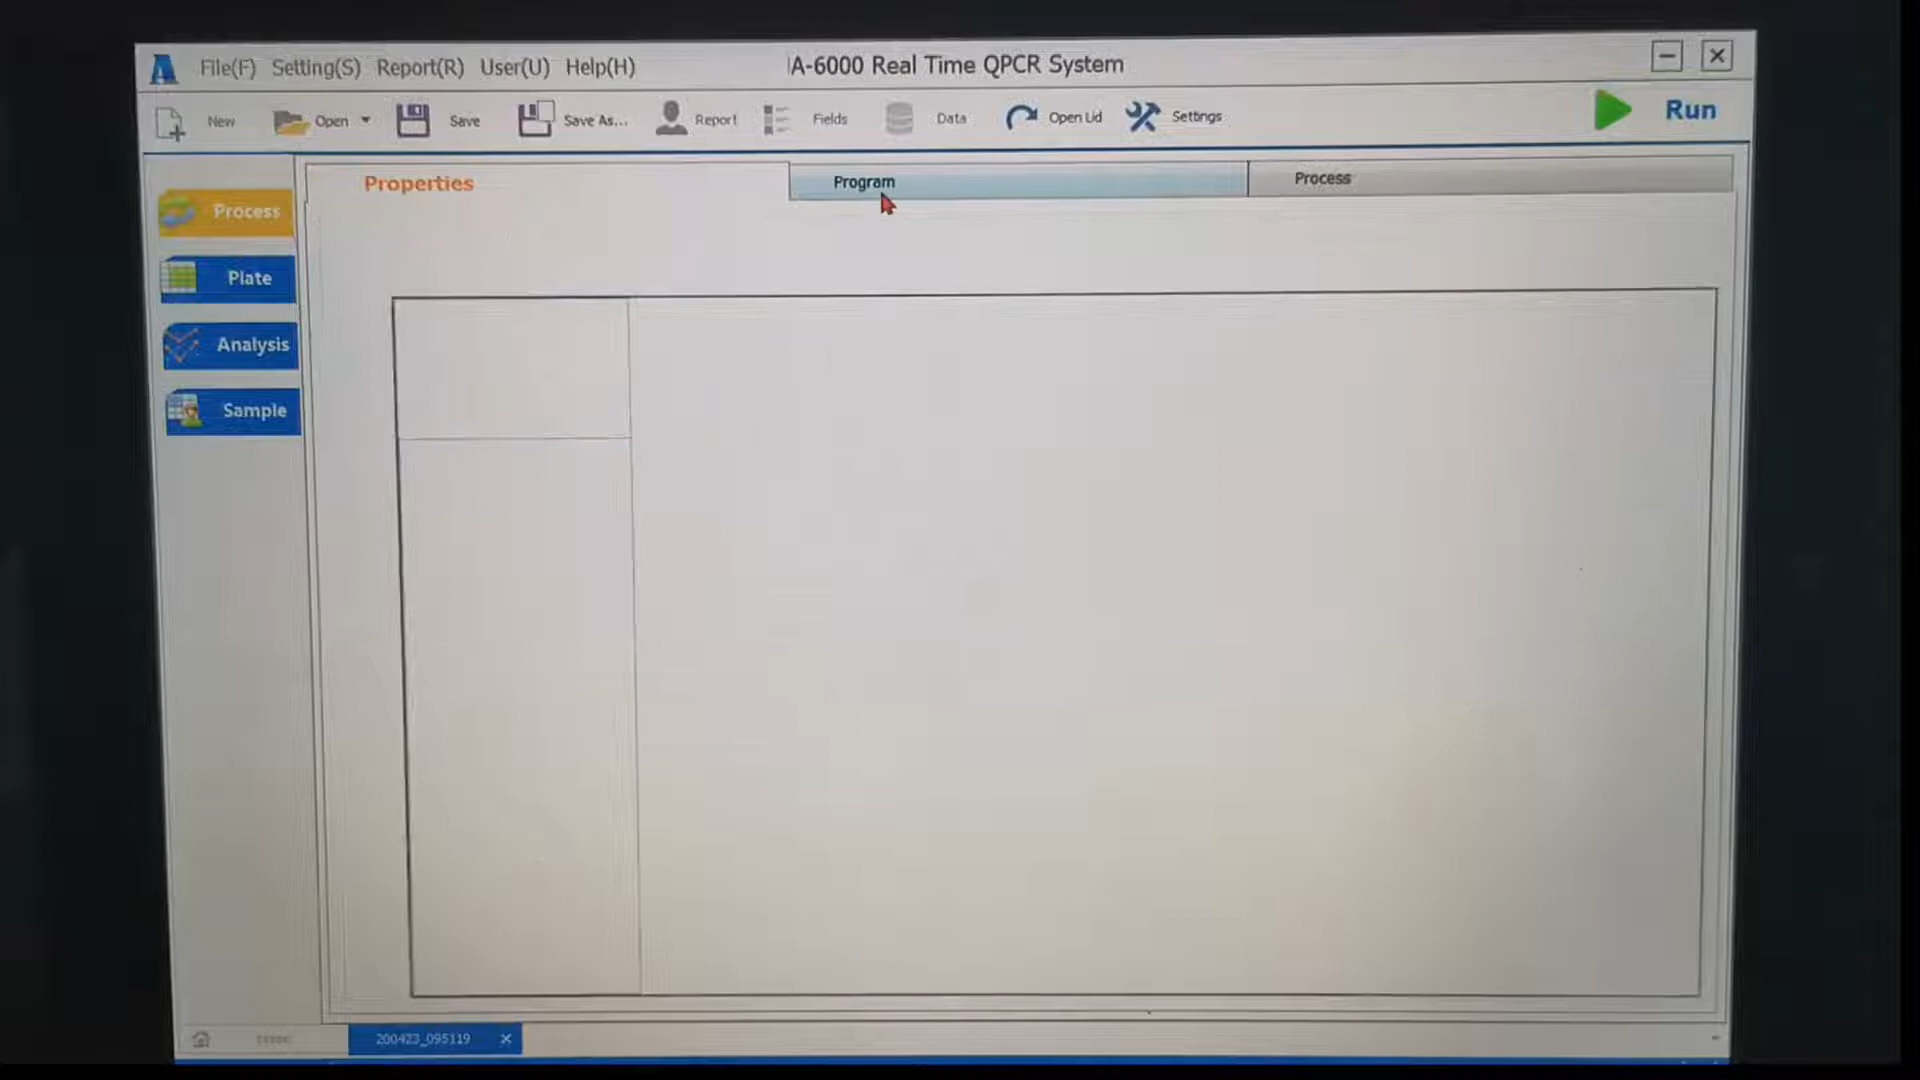 File(F) Setting(S) Report(R) User(U) Help(H) A-6000 Real Time QPCR System
New Open Save Save As... Report Fields Data Open Lid Settings Run
Properties Program Process
Process
Plate
Analysis
Sample
200423_095119